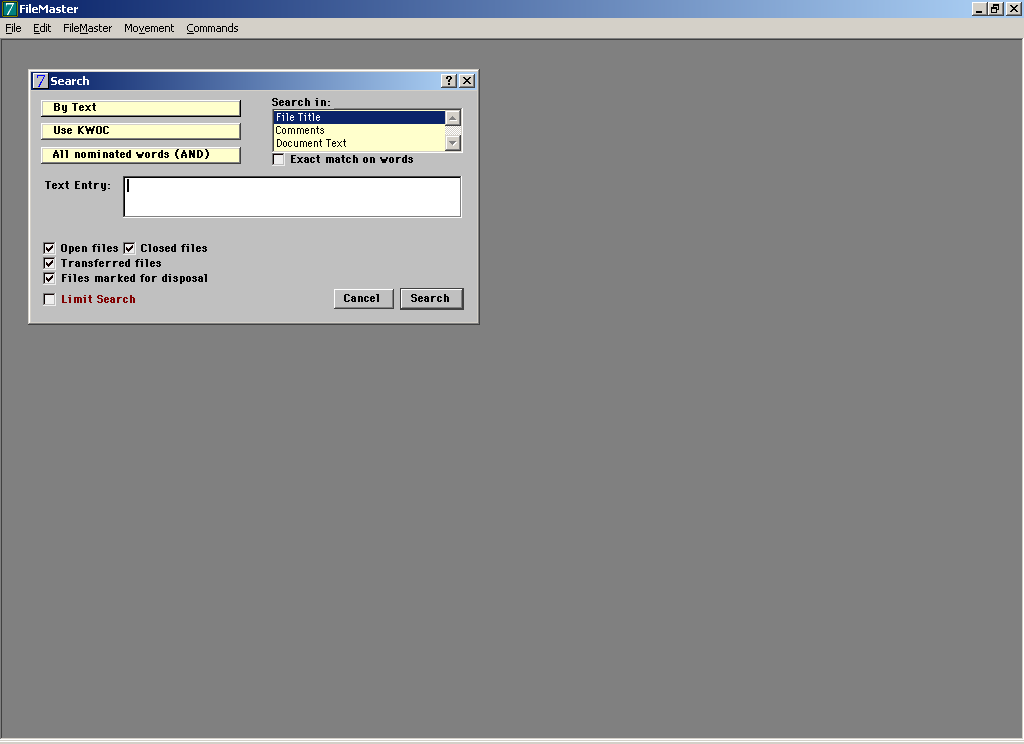 FileMaster
File Edit FileMaster Movement Commands
Search
By Text
Use KWOC
All nominated words (AND)
Search in:
File Title
Comments
Document Text
Exact match on words
Text Entry:
Open files Closed files
Transferred files
Files marked for disposal
Limit Search
Cancel Search